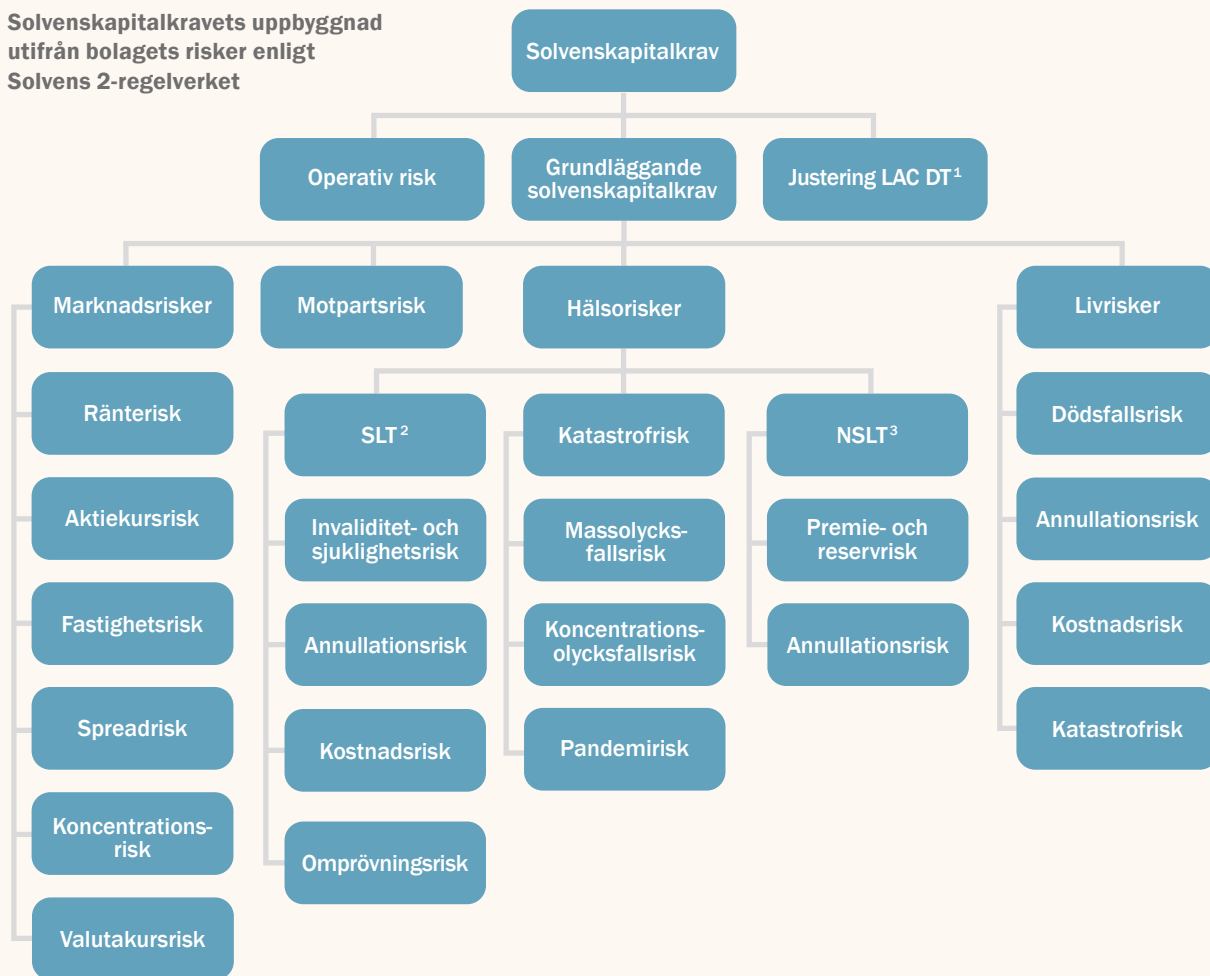 Solvenskapitalkravets uppbyggnad
utifrån bolagets risker enligt
Solvens 2-regelverket
Solvenskapitalkrav
Operativ risk
Grundläggande
solvenskapitalkrav
Justering LAC DT¹
Marknadsrisker
Motpartsrisk
Hälsorisker
Livrisker
Ränterisk
Aktiekursrisk
Fastighetsrisk
Spreadrisk
Koncentrations-
risk
Valutakursrisk
SLT²
Invaliditet- och
sjuklighetsrisk
Annullationsrisk
Kostnadsrisk
Omprövningsrisk
Katastrofrisk
Massolycks-
fallsrisk
Koncentrations-
olycksfallsrisk
Pandemirisk
NSLT³
Premie- och
reservrisk
Annullationsrisk
Dödsfallsrisk
Annullationsrisk
Kostnadsrisk
Katastrofrisk